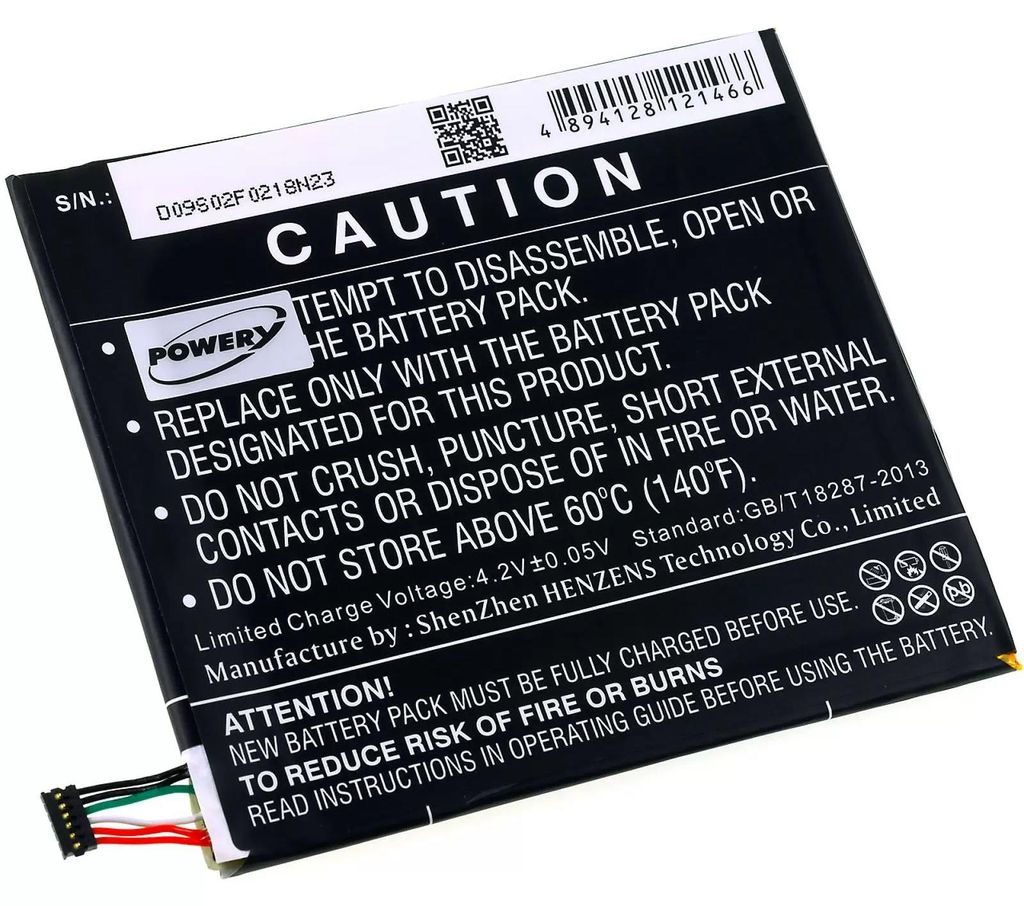 S/N.: D09S02F0218N23
4 894128 121466
CAUTION
TEMPT TO DISASSEMBLE, OPEN OR
HE BATTERY PACK.
POWERY
• REPLACE ONLY WITH THE BATTERY PACK
DESIGNATED FOR THIS PRODUCT.
• DO NOT CRUSH, PUNCTURE, SHORT EXTERNAL
CONTACTS OR DISPOSE OF IN FIRE OR WATER.
• DO NOT STORE ABOVE 60°C (140°F).
Limited Charge Voltage:4.2V±0.05V Standard:GB/T18287-2013
Manufacture by : ShenZhen HENZENS Technology Co., Limited
ATTENTION!
NEW BATTERY PACK MUST BE FULLY CHARGED BEFORE USE.
TO REDUCE RISK OF FIRE OR BURNS
READ INSTRUCTIONS IN OPERATING GUIDE BEFORE USING THE BATTERY.
Pb